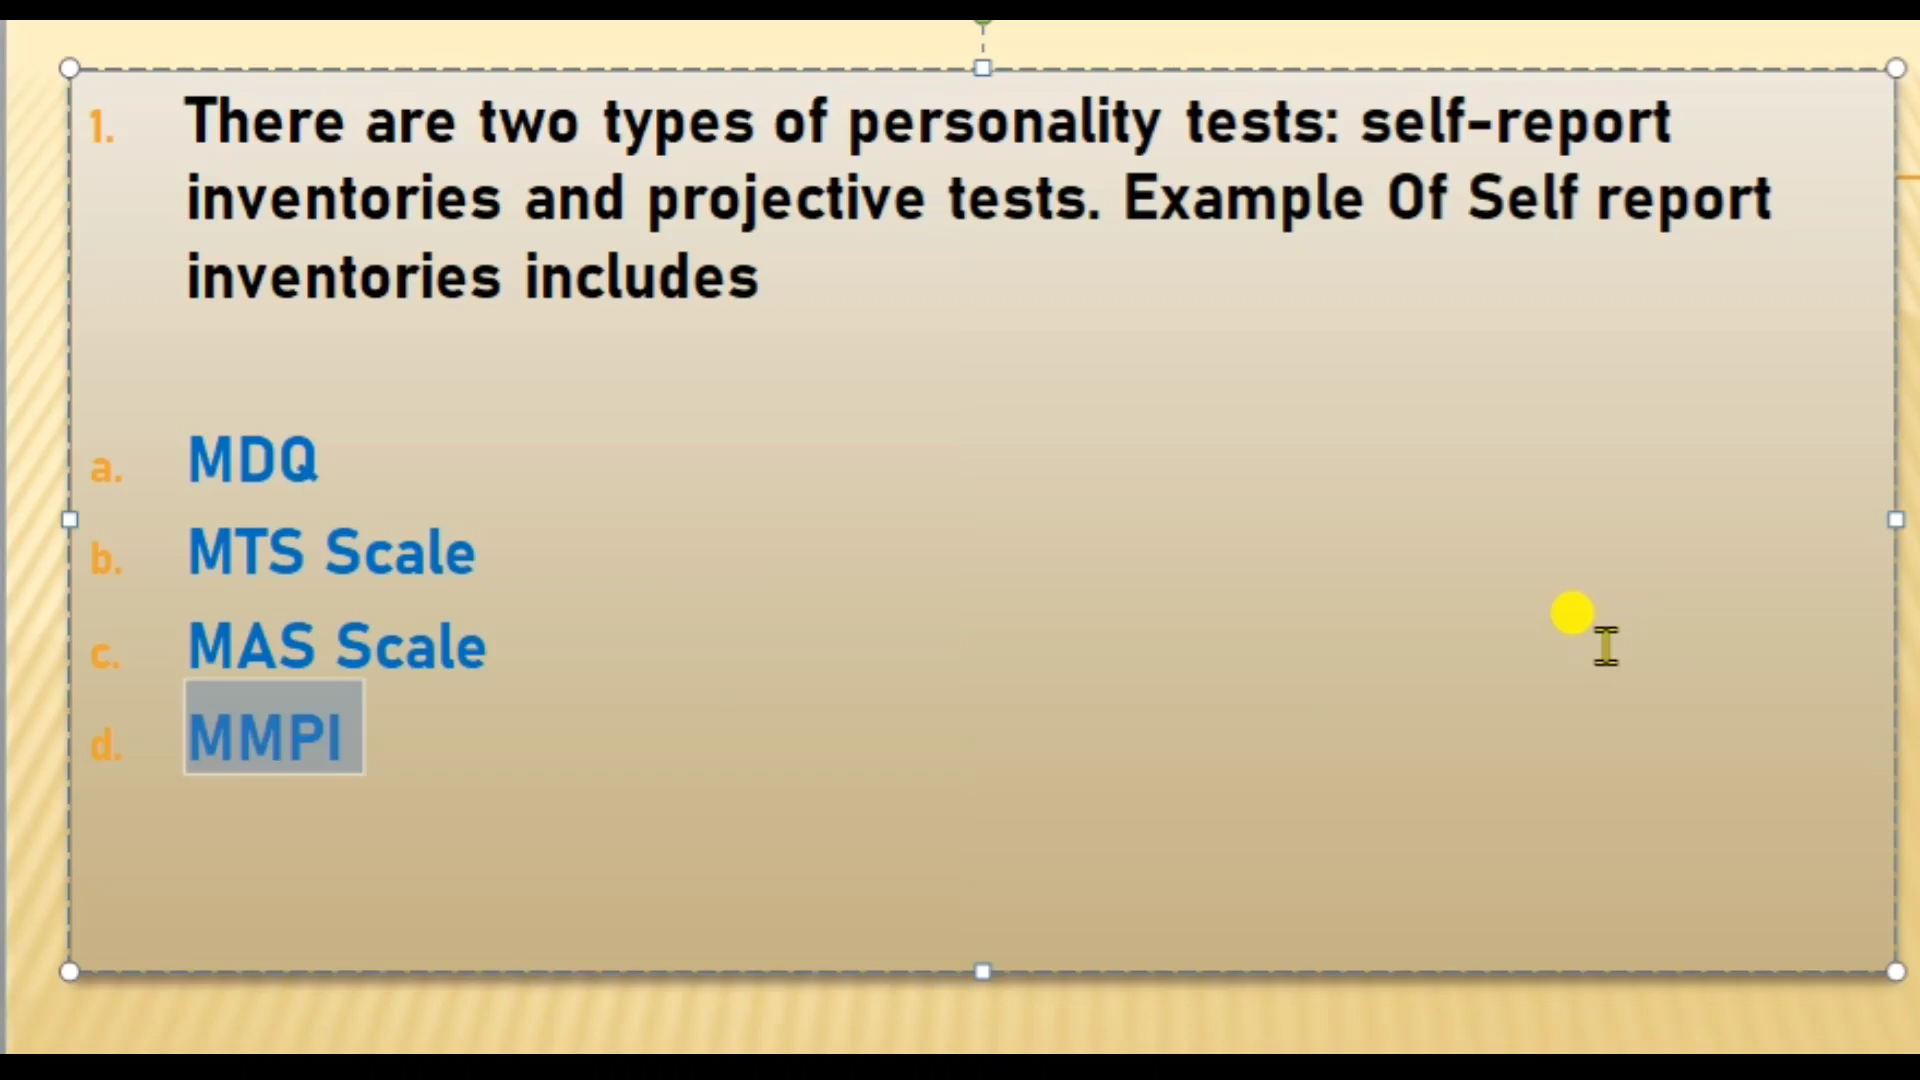 1. There are two types of personality tests: self-report
inventories and projective tests. Example Of Self report
inventories includes
a. MDQ
b. MTS Scale
c. MAS Scale
d. MMPI